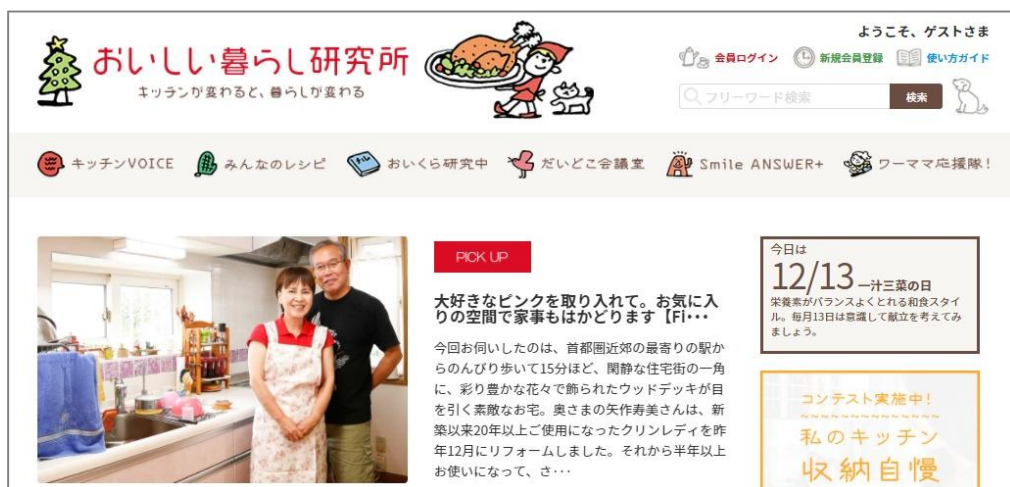 おいしい暮らし研究所
キッチンが変わると、暮らしが変わる
ようこそ、ゲストさま
会員ログイン 新規会員登録 使い方ガイド
フリーワード検索 検索
キッチンVOICE みんなのレシピ おいくら研究中 だいどこ会議室 Smile ANSWER+ ワーママ応援隊!
PICK UP
大好きなピンクを取り入れて。お気に入
りの空間で家事もはかどります【Fi･･･
今回お伺いしたのは、首都圏近郊の最寄りの駅か
らのんびり歩いて15分ほど、閑静な住宅街の一角
に、彩り豊かな花々で飾られたウッドデッキが目
を引く素敵なお宅。奥さまの矢作寿美さんは、新
築以来20年以上ご使用になったクリンレディを昨
年12月にリフォームしました。それから半年以上
お使いになって、さ･･･
今日は
12/13 一汁三菜の日
栄養素がバランスよくとれる和食スタイ
ル。毎月13日は意識して献立を考えてみ
ましょう。
コンテスト実施中!
私のキッチン
収納自慢